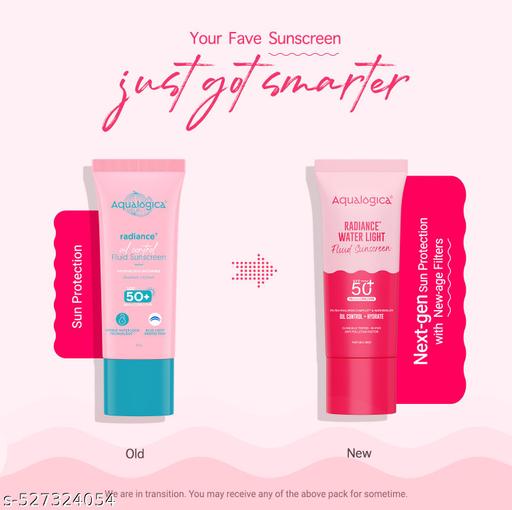 Your Fave Sunscreen
just got smarter
Sun Protection
Aqualogica
radiance+
oil control
Fluid Sunscreen
50+
Aqualogica
RADIANCE+
WATER LIGHT
Fluid Sunscreen
50+
OIL CONTROL + HYDRATE
Next-gen Sun Protection
with New-age Filters
Old
New
s-527324054
We are in transition. You may receive any of the above pack for sometime.